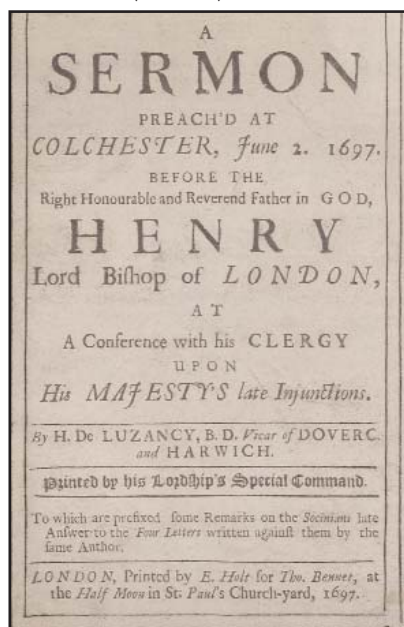 A
SERMON
PREACH'D AT
COLCHESTER, June 2. 1697.
BEFORE THE
Right Honourable and Reverend Father in GOD,
HENRY
Lord Biſhop of LONDON,
AT
A Conference with his CLERGY
UPON
His MAJESTYS late Injunctions.
By H. De LUZANCY, B. D. Vicar of DOVERC.
and HARWICH.
Printed by his Lordſhip's Special Command.
To which are prefixed ſome Remarks on the Socinians late
Anſwer to the Four Letters written againſt them by the
ſame Author.
LONDON, Printed by E. Holt for Tho. Bennet, at
the Half Moon in St. Paul's Church-yard, 1697.